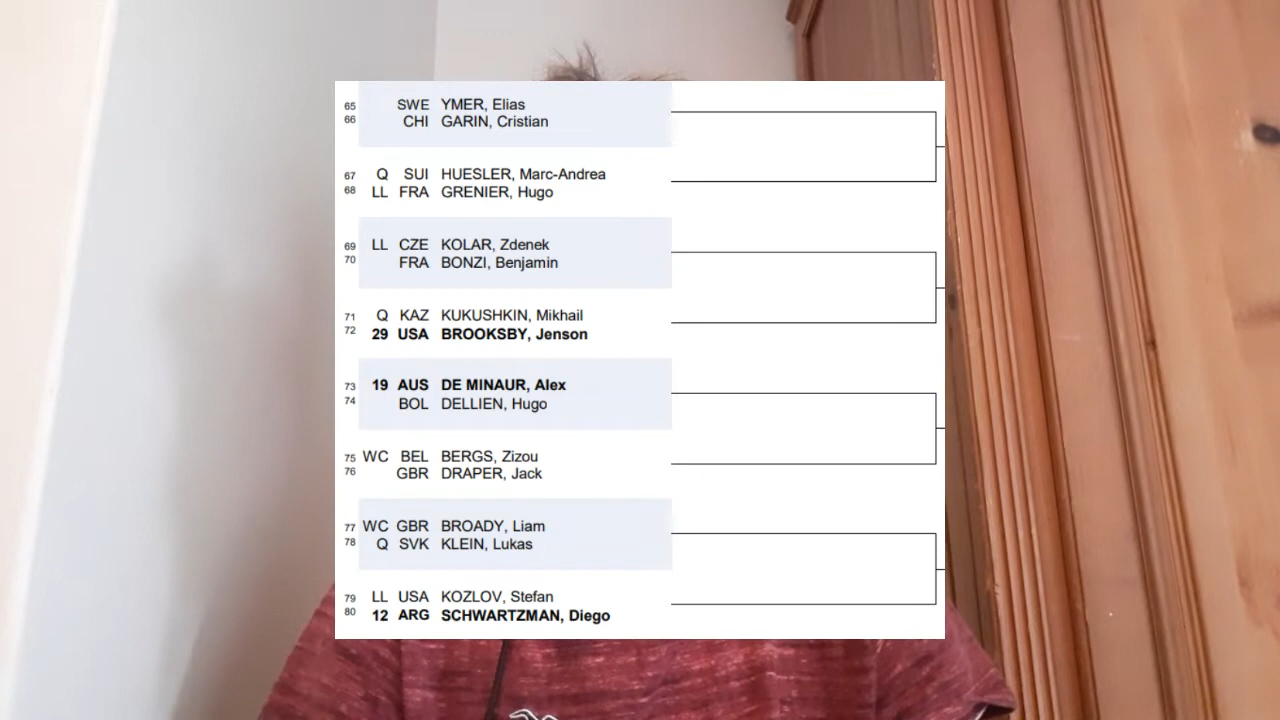 65 SWE YMER, Elias
66 CHI GARIN, Cristian
67 Q SUI HUESLER, Marc-Andrea
68 LL FRA GRENIER, Hugo
69 LL CZE KOLAR, Zdenek
70 FRA BONZI, Benjamin
71 Q KAZ KUKUSHKIN, Mikhail
72 29 USA BROOKSBY, Jenson
73 19 AUS DE MINAUR, Alex
74 BOL DELLIEN, Hugo
75 WC BEL BERGS, Zizou
76 GBR DRAPER, Jack
77 WC GBR BROADY, Liam
78 Q SVK KLEIN, Lukas
79 LL USA KOZLOV, Stefan
80 12 ARG SCHWARTZMAN, Diego